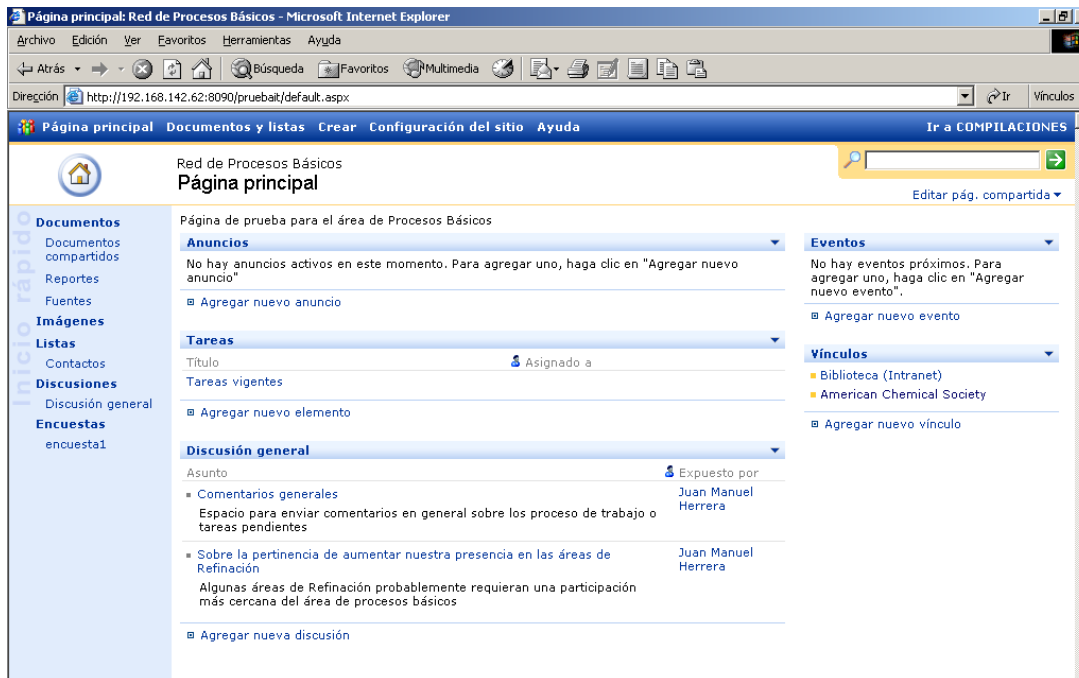 Página principal: Red de Procesos Básicos - Microsoft Internet Explorer
Archivo Edición Ver Favoritos Herramientas Ayuda
Atrás Búsqueda Favoritos Multimedia
Dirección http://192.168.142.62:8090/pruebait/default.aspx Ir Vínculos
Página principal Documentos y listas Crear Configuración del sitio Ayuda Ir a COMPILACIONES
Red de Procesos Básicos
Página principal
Editar pág. compartida
Inicio rápido
Documentos
Documentos
compartidos
Reportes
Fuentes
Imágenes
Listas
Contactos
Discusiones
Discusión general
Encuestas
encuesta1
Página de prueba para el área de Procesos Básicos
Anuncios
No hay anuncios activos en este momento. Para agregar uno, haga clic en "Agregar nuevo
anuncio"
Agregar nuevo anuncio
Tareas
Título Asignado a
Tareas vigentes
Agregar nuevo elemento
Discusión general
Asunto Expuesto por
Comentarios generales Juan Manuel
Herrera
Espacio para enviar comentarios en general sobre los proceso de trabajo o
tareas pendientes
Sobre la pertinencia de aumentar nuestra presencia en las áreas de Juan Manuel
Refinación Herrera
Algunas áreas de Refinación probablemente requieran una participación
más cercana del área de procesos básicos
Agregar nueva discusión
Eventos
No hay eventos próximos. Para
agregar uno, haga clic en "Agregar
nuevo evento".
Agregar nuevo evento
Vínculos
Biblioteca (Intranet)
American Chemical Society
Agregar nuevo vínculo